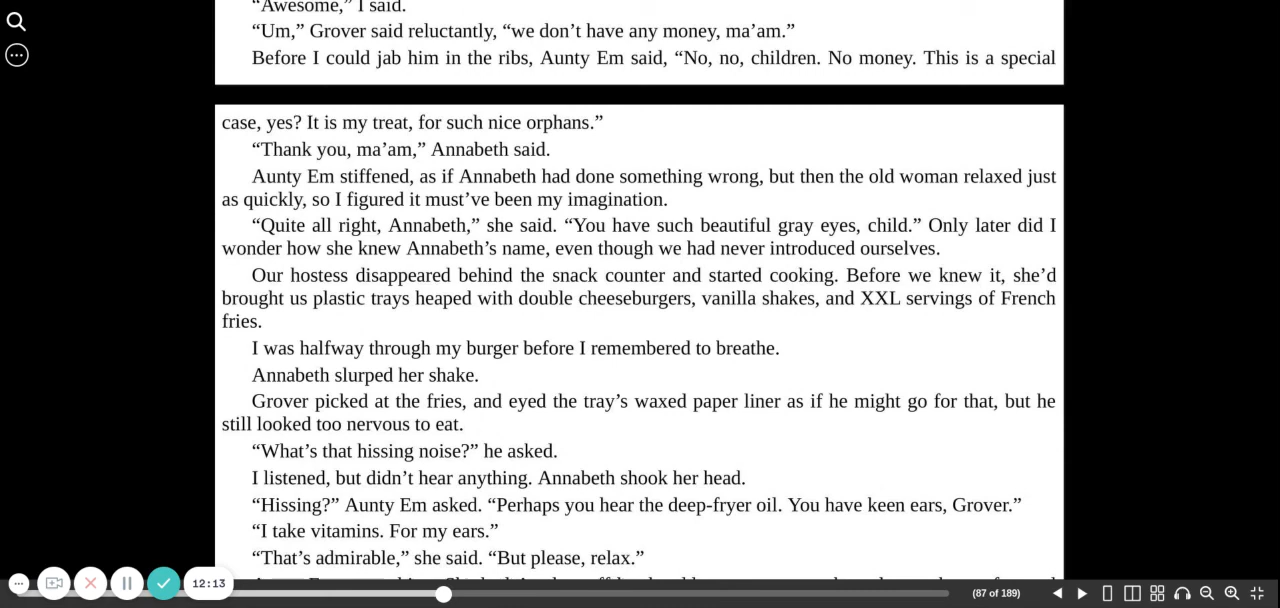 “Awesome,” I said.
“Um,” Grover said reluctantly, “we don’t have any money, ma’am.”
Before I could jab him in the ribs, Aunty Em said, “No, no, children. No money. This is a special
case, yes? It is my treat, for such nice orphans.”
“Thank you, ma’am,” Annabeth said.
Aunty Em stiffened, as if Annabeth had done something wrong, but then the old woman relaxed just
as quickly, so I figured it must’ve been my imagination.
“Quite all right, Annabeth,” she said. “You have such beautiful gray eyes, child.” Only later did I
wonder how she knew Annabeth’s name, even though we had never introduced ourselves.
Our hostess disappeared behind the snack counter and started cooking. Before we knew it, she’d
brought us plastic trays heaped with double cheeseburgers, vanilla shakes, and XXL servings of French
fries.
I was halfway through my burger before I remembered to breathe.
Annabeth slurped her shake.
Grover picked at the fries, and eyed the tray’s waxed paper liner as if he might go for that, but he
still looked too nervous to eat.
“What’s that hissing noise?” he asked.
I listened, but didn’t hear anything. Annabeth shook her head.
“Hissing?” Aunty Em asked. “Perhaps you hear the deep-fryer oil. You have keen ears, Grover.”
“I take vitamins. For my ears.”
“That’s admirable,” she said. “But please, relax.”
12:13
(87 of 189)